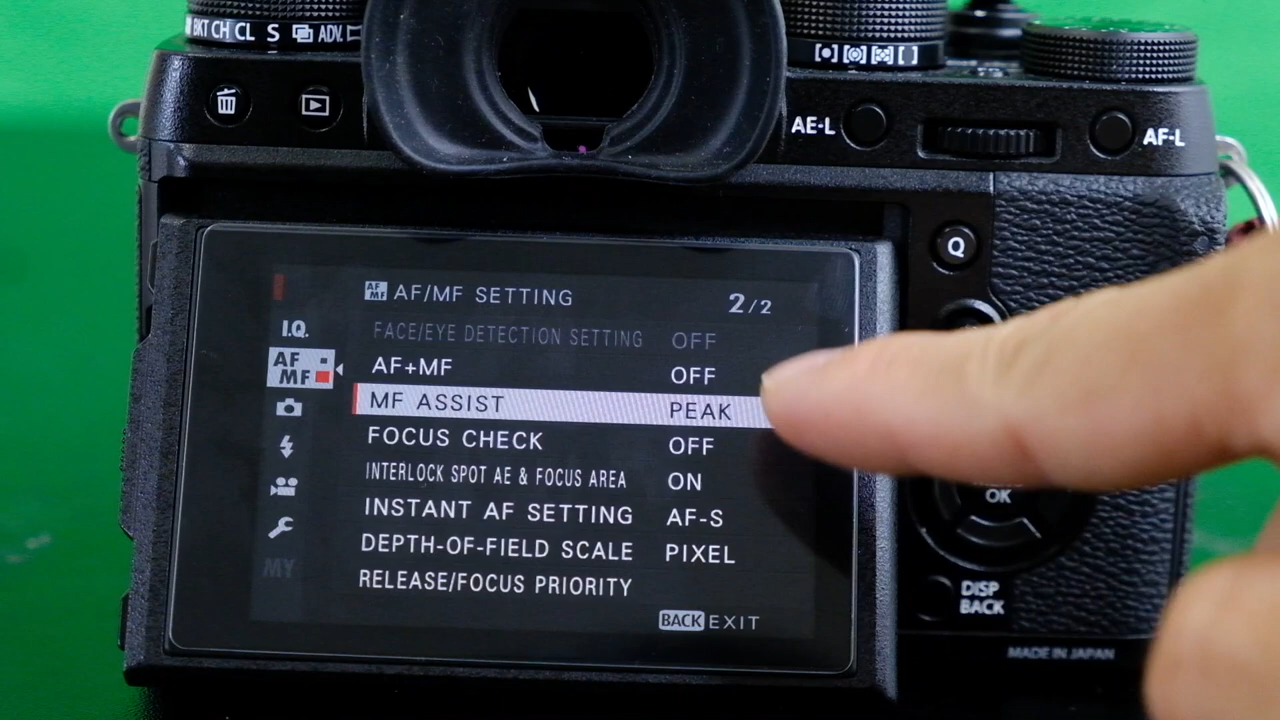 BKT CH CL S ADV.
AE-L
AF-L
Q
AF MF AF/MF SETTING 2/2
I.Q.
FACE/EYE DETECTION SETTING OFF
AF MF
AF+MF OFF
MF ASSIST PEAK
FOCUS CHECK OFF
INTERLOCK SPOT AE & FOCUS AREA ON
INSTANT AF SETTING AF-S
DEPTH-OF-FIELD SCALE PIXEL
MY
RELEASE/FOCUS PRIORITY
BACK EXIT
OK
DISP
BACK
MADE IN JAPAN